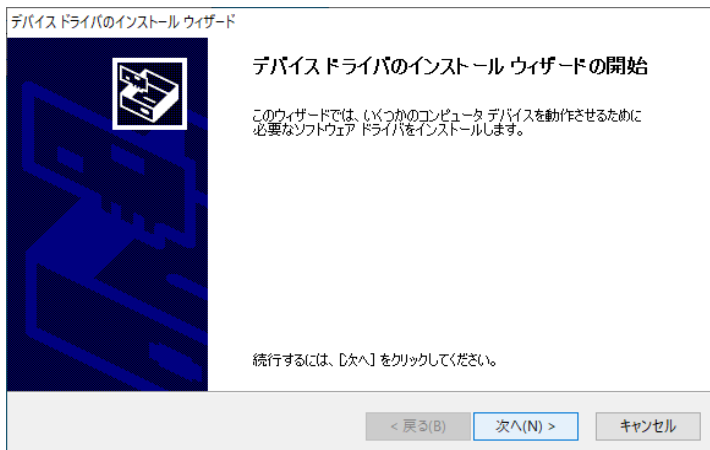 デバイス ドライバのインストール ウィザード
デバイス ドライバのインストール ウィザードの開始
このウィザードでは、いくつかのコンピュータ デバイスを動作させるために
必要なソフトウェア ドライバをインストールします。
続行するには、[次へ] をクリックしてください。
< 戻る(B)
次へ(N) >
キャンセル